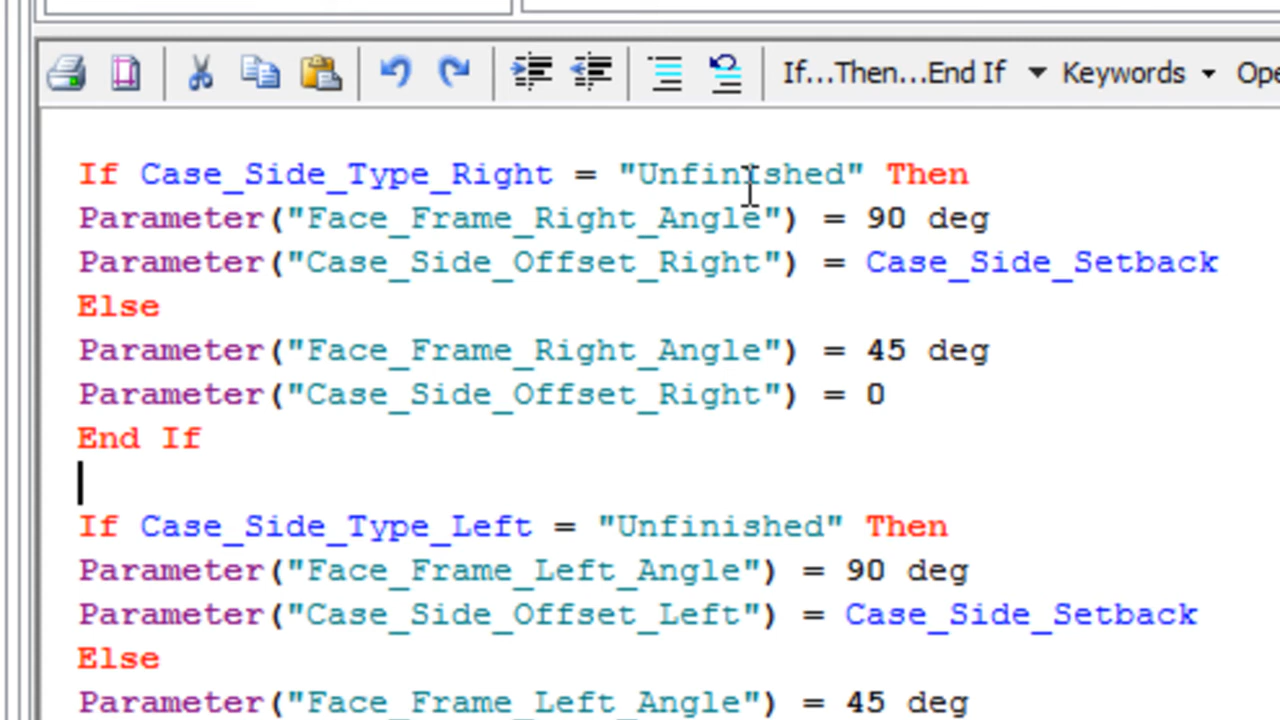 If...Then...End If Keywords Ope
If Case_Side_Type_Right = "Unfinished" Then
Parameter("Face_Frame_Right_Angle") = 90 deg
Parameter("Case_Side_Offset_Right") = Case_Side_Setback
Else
Parameter("Face_Frame_Right_Angle") = 45 deg
Parameter("Case_Side_Offset_Right") = 0
End If
If Case_Side_Type_Left = "Unfinished" Then
Parameter("Face_Frame_Left_Angle") = 90 deg
Parameter("Case_Side_Offset_Left") = Case_Side_Setback
Else
Parameter("Face_Frame_Left_Angle") = 45 deg